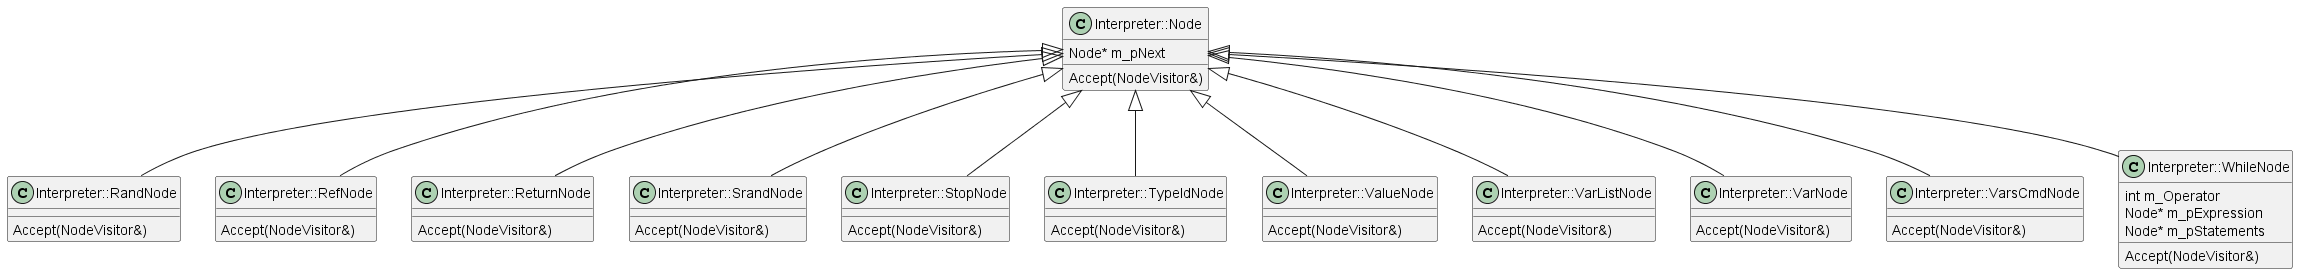 C Interpreter::Node
Node* m_pNext
Accept(NodeVisitor&)
C Interpreter::RandNode
Accept(NodeVisitor&)
C Interpreter::RefNode
Accept(NodeVisitor&)
C Interpreter::ReturnNode
Accept(NodeVisitor&)
C Interpreter::SrandNode
Accept(NodeVisitor&)
C Interpreter::StopNode
Accept(NodeVisitor&)
C Interpreter::TypeIdNode
Accept(NodeVisitor&)
C Interpreter::ValueNode
Accept(NodeVisitor&)
C Interpreter::VarListNode
Accept(NodeVisitor&)
C Interpreter::VarNode
Accept(NodeVisitor&)
C Interpreter::VarsCmdNode
Accept(NodeVisitor&)
C Interpreter::WhileNode
int m_Operator
Node* m_pExpression
Node* m_pStatements
Accept(NodeVisitor&)